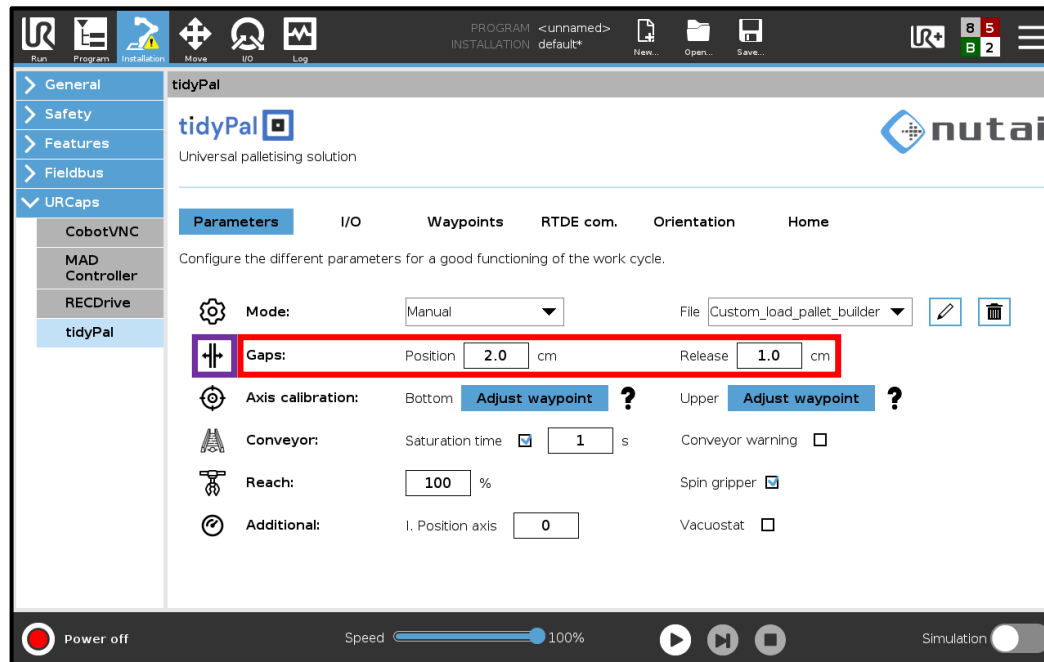 PROGRAM <unnamed>
INSTALLATION default*
UR
Run
Program
Installation
Move
I/O
Log
New...
Open...
Save...
UR+
8 5
B 2
General
Safety
Features
Fieldbus
URCaps
CobotVNC
MAD
Controller
RECDrive
tidyPal
tidyPal
tidyPal
nutai
Universal palletising solution
Parameters I/O Waypoints RTDE com. Orientation Home
Configure the different parameters for a good functioning of the work cycle.
Mode: Manual File Custom_load_pallet_builder
Gaps: Position 2.0 cm Release 1.0 cm
Axis calibration: Bottom Adjust waypoint ? Upper Adjust waypoint ?
Conveyor: Saturation time 1 s Conveyor warning
Reach: 100 % Spin gripper
Additional: I. Position axis 0 Vacuostat
Power off Speed 100% Simulation